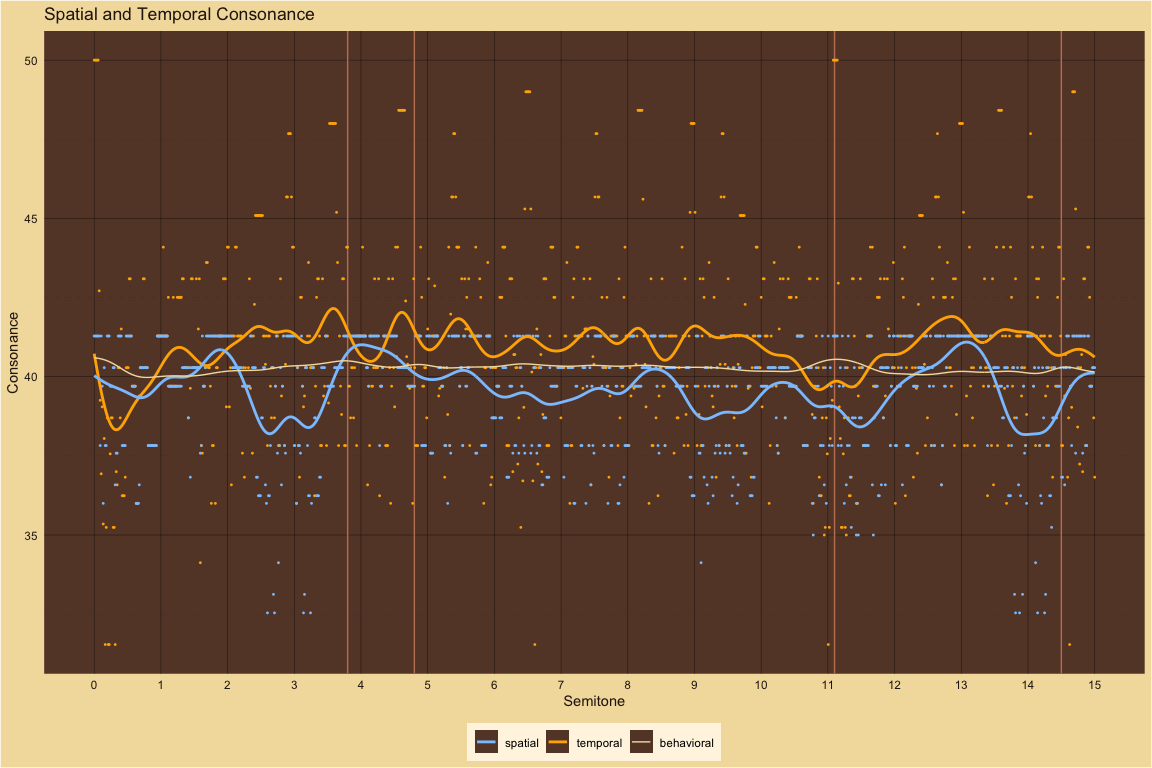 Spatial and Temporal Consonance
Consonance
50
45
40
35
0 1 2 3 4 5 6 7 8 9 10 11 12 13 14 15
Semitone
spatial temporal behavioral